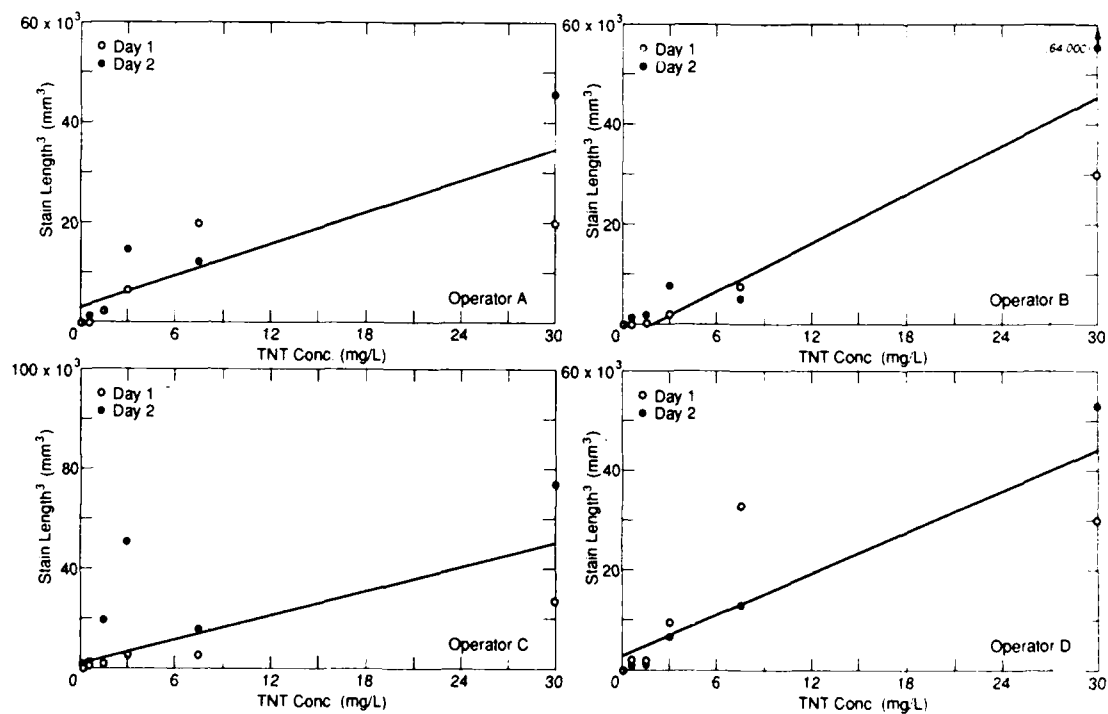 60 x 10³
Day 1
Day 2
40
20
0
Stain Length³ (mm³)
Operator A
6 12 18 24 30
TNT Conc. (mg/L)
60 x 10³
Day 1
Day 2
64 000
40
20
0
Stain Length³ (mm³)
Operator B
6 12 18 24 30
TNT Conc. (mg/L)
100 x 10³
Day 1
Day 2
80
40
0
Stain Length³ (mm³)
Operator C
6 12 18 24 30
TNT Conc. (mg/L)
60 x 10³
Day 1
Day 2
40
20
0
Stain Length³ (mm³)
Operator D
6 12 18 24 30
TNT Conc. (mg/L)